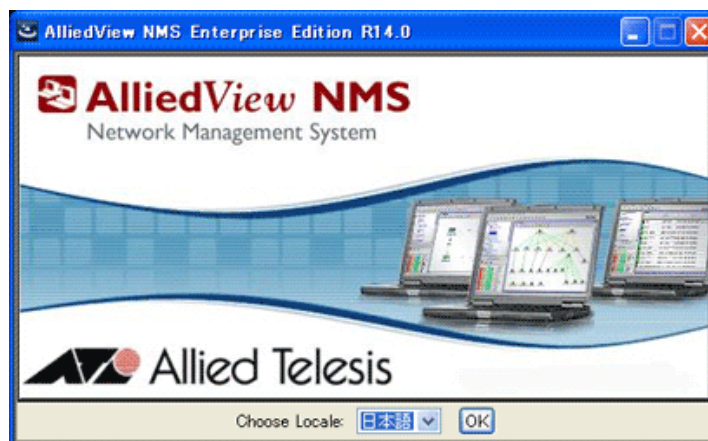 AlliedView NMS Enterprise Edition R14.0
AlliedView NMS
Network Management System
Allied Telesis
Choose Locale: 日本語 OK